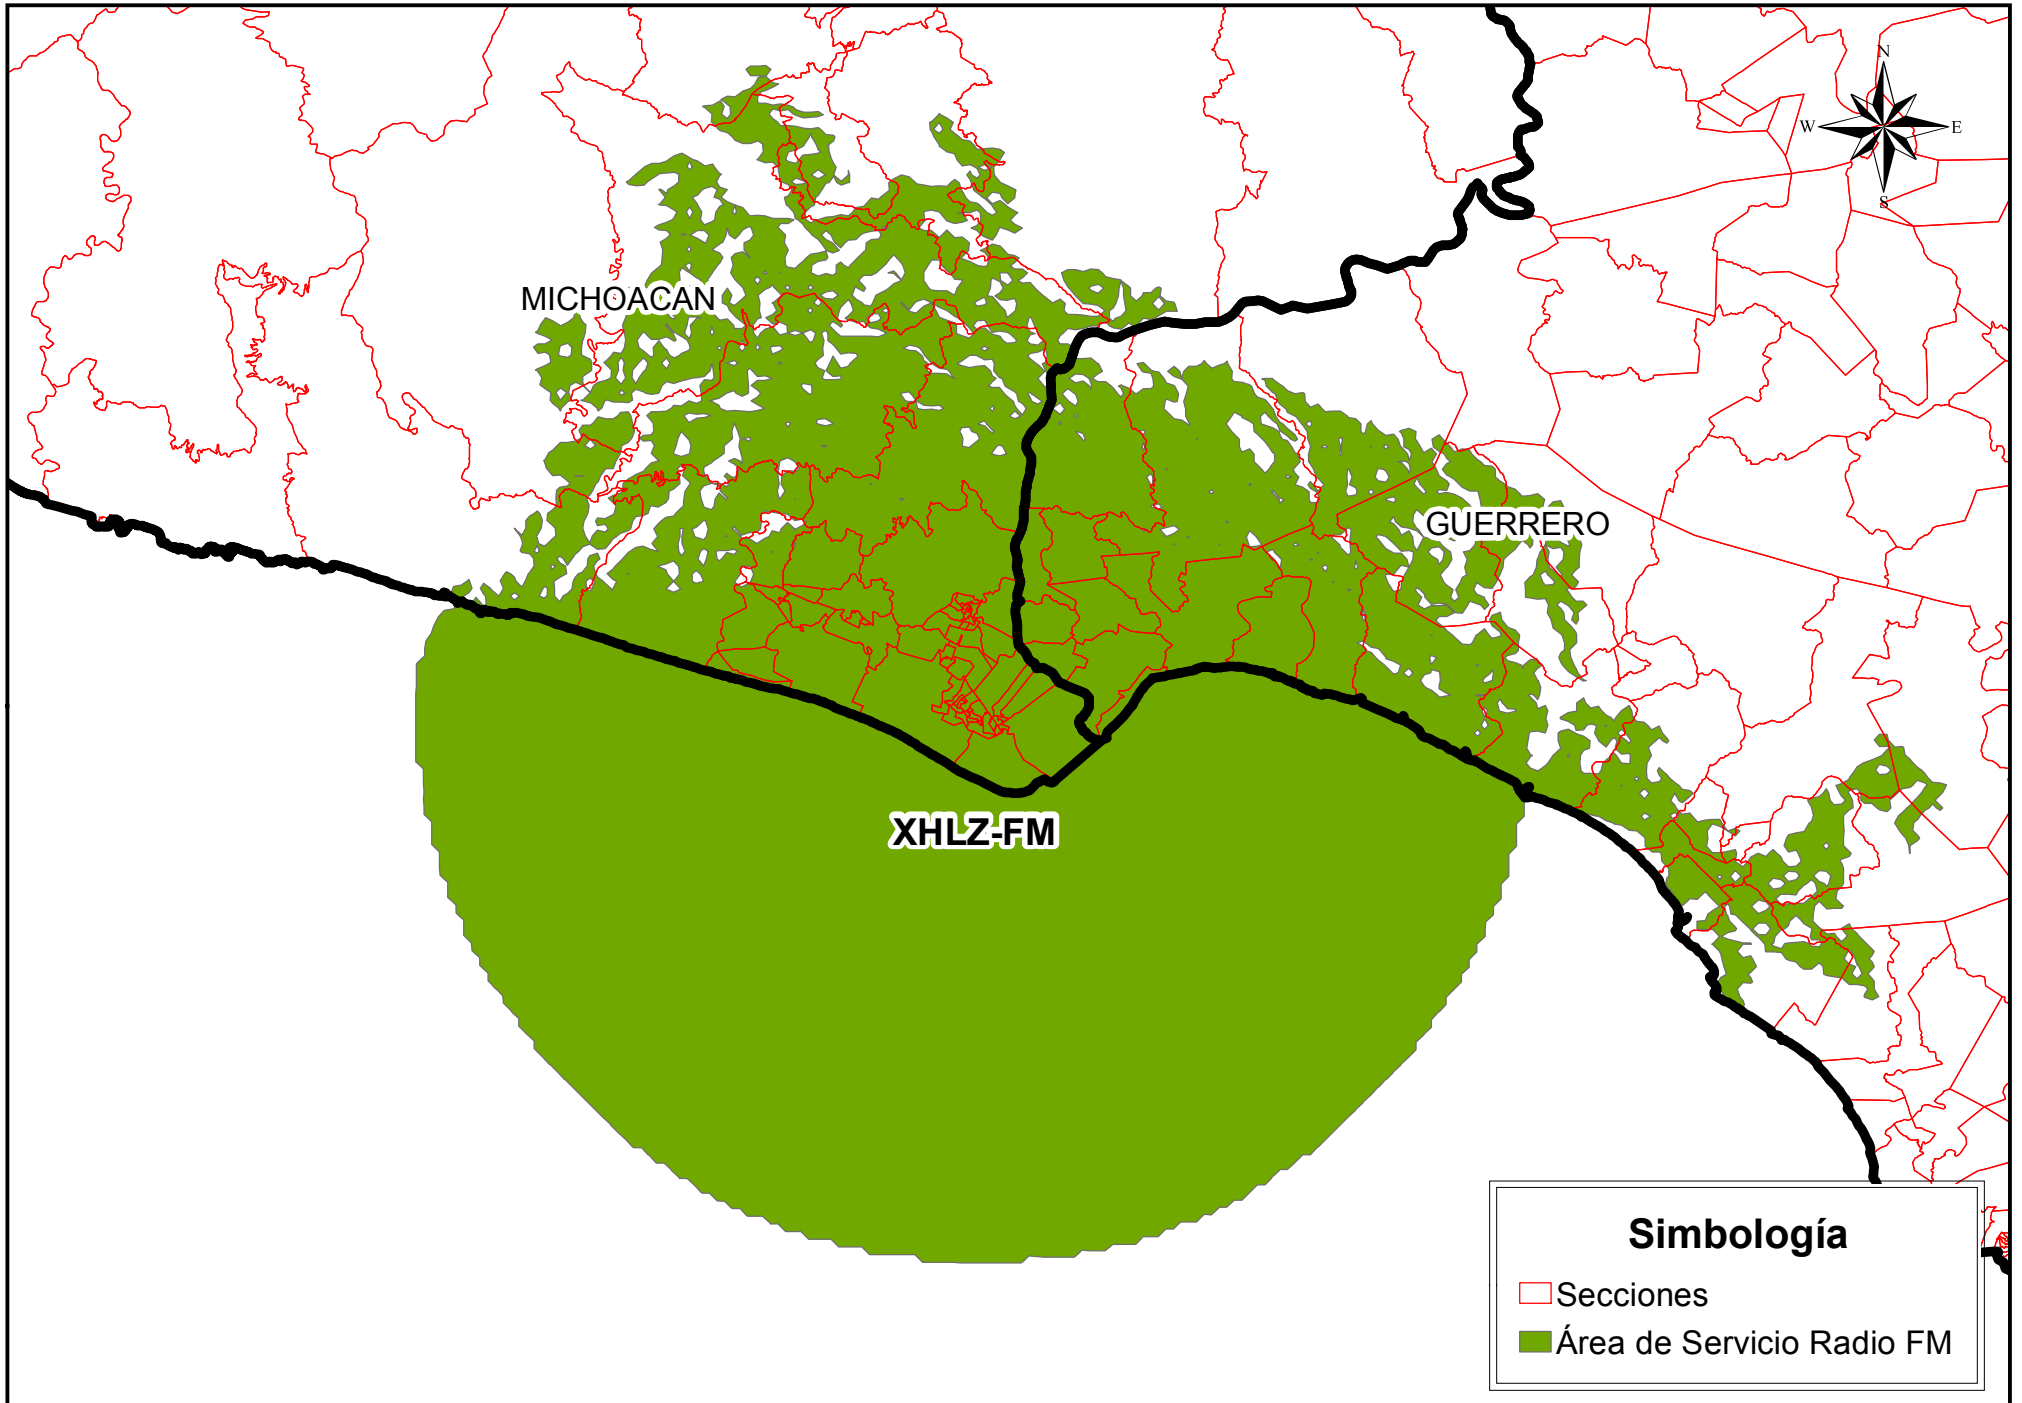 N
W E
S
MICHOACAN
GUERRERO
XHLZ-FM
Simbología
Secciones
Área de Servicio Radio FM